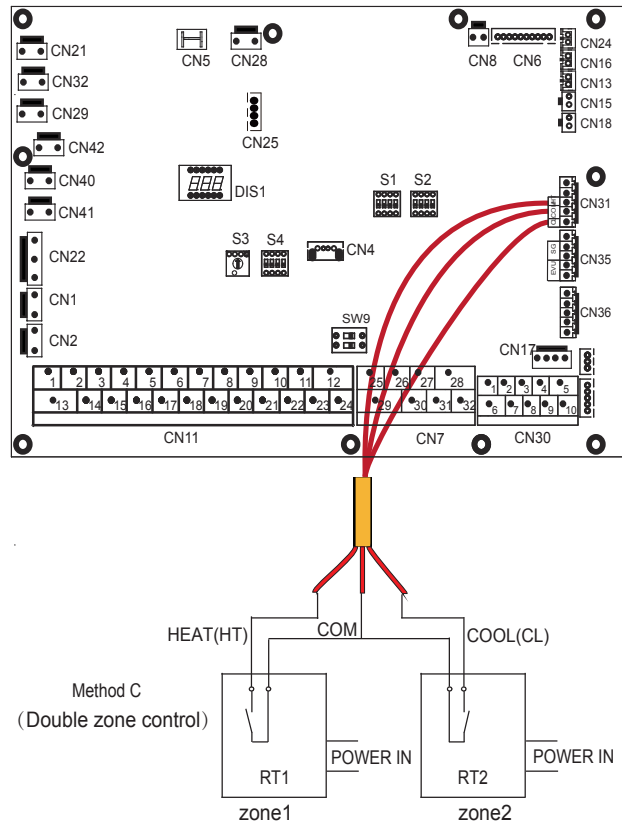 CN21
CN32
CN29
CN42
CN40
CN41
CN22
CN1
CN2
CN5
CN28
CN25
DIS1
S1 S2
S3 S4
CN4
SW9
CN8 CN6
CN24
CN16
CN13
CN15
CN18
CN31
SG
EVU
CN35
CN36
CN17
1 2 3 4 5 6 7 8 9 10 11 12
13 14 15 16 17 18 19 20 21 22 23 24
CN11
25 26 27 28
29 30 31 32
CN7
1 2 3 4 5
6 7 8 9 10
CN30
HEAT(HT) COM COOL(CL)
Method C
(Double zone control)
RT1
POWER IN
RT2
POWER IN
zone1
zone2